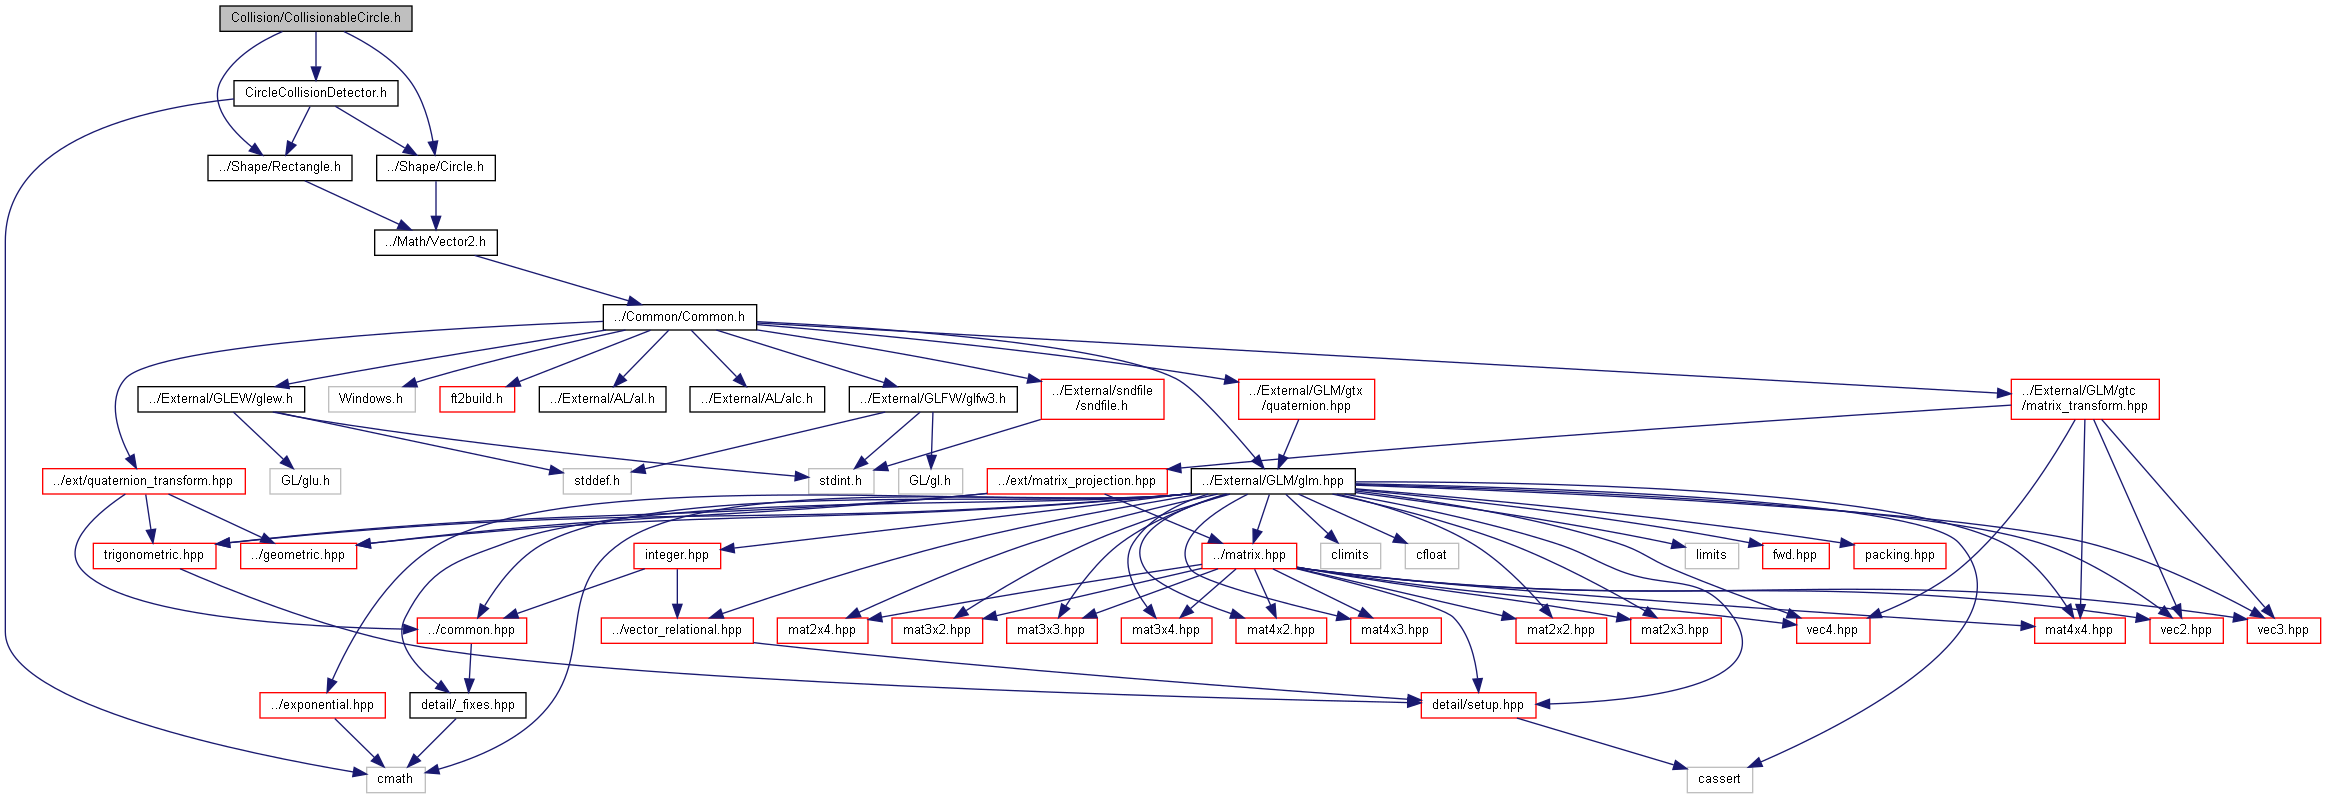 Collision/CollisionableCircle.h
CircleCollisionDetector.h
../Shape/Rectangle.h
../Shape/Circle.h
../Math/Vector2.h
../Common/Common.h
../External/GLEW/glew.h
Windows.h
ft2build.h
../External/AL/al.h
../External/AL/alc.h
../External/GLFW/glfw3.h
../External/sndfile
/sndfile.h
../External/GLM/gtx
/quaternion.hpp
../External/GLM/gtc
/matrix_transform.hpp
../ext/quaternion_transform.hpp
GL/glu.h
stddef.h
stdint.h
GL/gl.h
../ext/matrix_projection.hpp
../External/GLM/glm.hpp
trigonometric.hpp
../geometric.hpp
integer.hpp
../matrix.hpp
climits
cfloat
limits
fwd.hpp
packing.hpp
../common.hpp
../vector_relational.hpp
mat2x4.hpp
mat3x2.hpp
mat3x3.hpp
mat3x4.hpp
mat4x2.hpp
mat4x3.hpp
mat2x2.hpp
mat2x3.hpp
vec4.hpp
mat4x4.hpp
vec2.hpp
vec3.hpp
../exponential.hpp
detail/_fixes.hpp
detail/setup.hpp
cmath
cassert